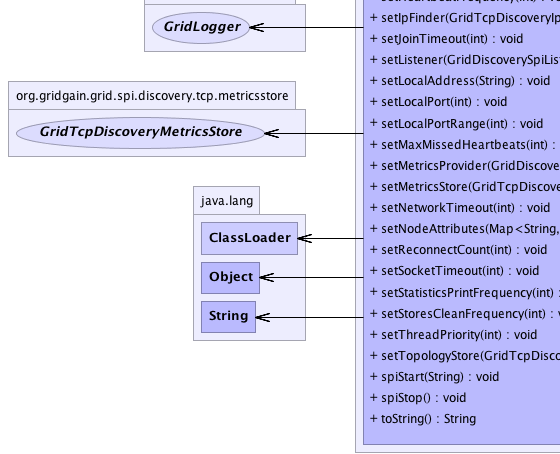 GridLogger
org.gridgain.grid.spi.discovery.tcp.metricsstore
GridTcpDiscoveryMetricsStore
java.lang
ClassLoader
Object
String
+ setIpFinder(GridTcpDiscoveryIp
+ setJoinTimeout(int) : void
+ setListener(GridDiscoverySpiList
+ setLocalAddress(String) : void
+ setLocalPort(int) : void
+ setLocalPortRange(int) : void
+ setMaxMissedHeartbeats(int) :
+ setMetricsProvider(GridDiscove
+ setMetricsStore(GridTcpDiscove
+ setNetworkTimeout(int) : void
+ setNodeAttributes(Map<String,
+ setReconnectCount(int) : void
+ setSocketTimeout(int) : void
+ setStatisticsPrintFrequency(int) :
+ setStoresCleanFrequency(int) : v
+ setThreadPriority(int) : void
+ setTopologyStore(GridTcpDisco
+ spiStart(String) : void
+ spiStop() : void
+ toString() : String